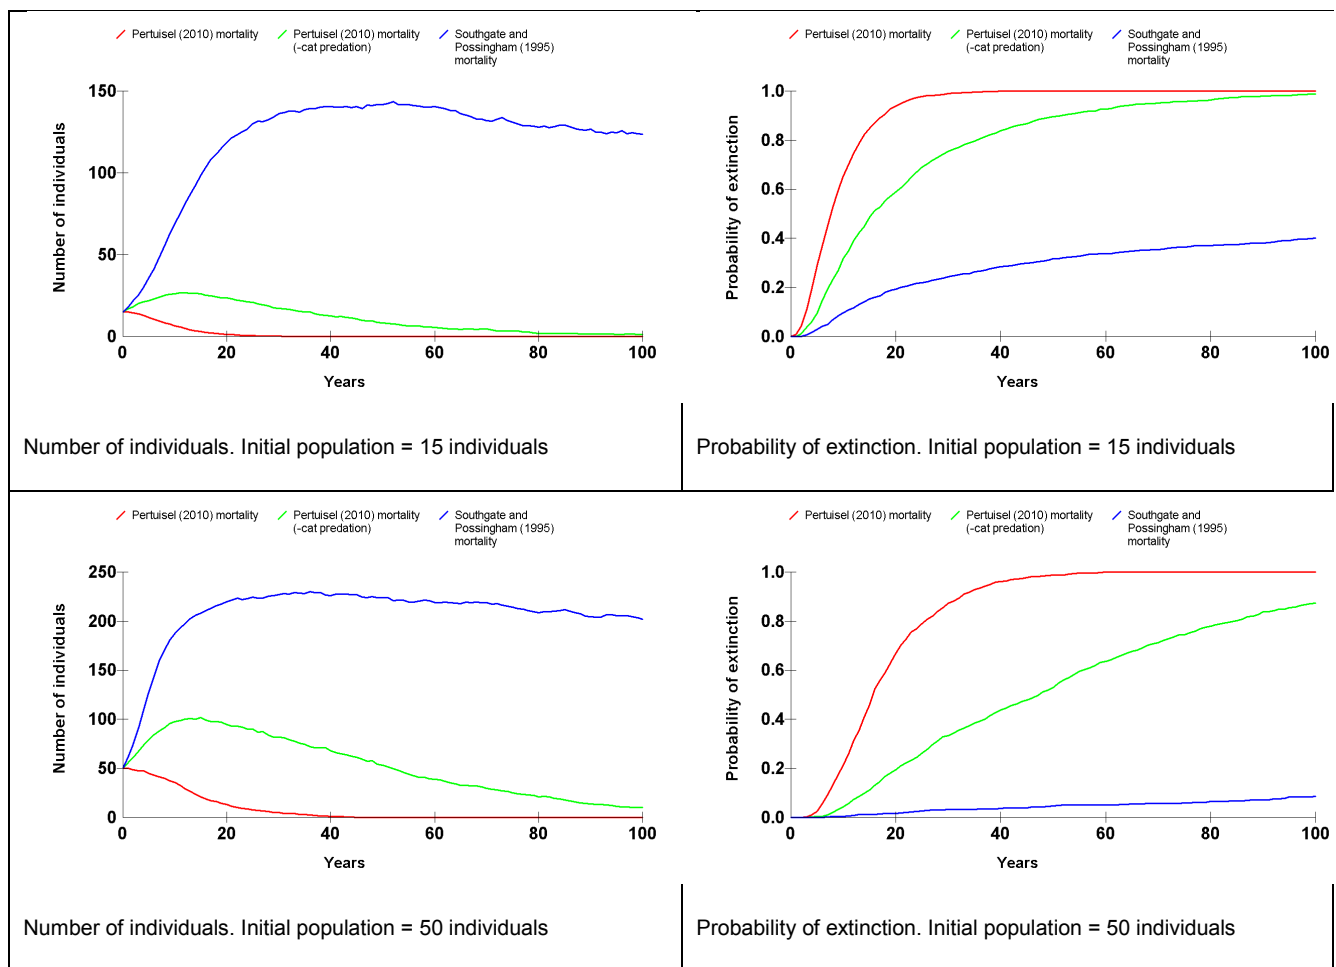 Pertuisel (2010) mortality
Pertuisel (2010) mortality
(-cat predation)
Southgate and
Possingham (1995)
mortality
Number of individuals
150
100
50
0
0 20 40 60 80 100
Years
Pertuisel (2010) mortality
Pertuisel (2010) mortality
(-cat predation)
Southgate and
Possingham (1995)
mortality
Probability of extinction
1.0
0.8
0.6
0.4
0.2
0.0
0 20 40 60 80 100
Years
Number of individuals. Initial population = 15 individuals
Probability of extinction. Initial population = 15 individuals
Pertuisel (2010) mortality
Pertuisel (2010) mortality
(-cat predation)
Southgate and
Possingham (1995)
mortality
Number of individuals
250
200
150
100
50
0
0 20 40 60 80 100
Years
Pertuisel (2010) mortality
Pertuisel (2010) mortality
(-cat predation)
Southgate and
Possingham (1995)
mortality
Probability of extinction
1.0
0.8
0.6
0.4
0.2
0.0
0 20 40 60 80 100
Years
Number of individuals. Initial population = 50 individuals
Probability of extinction. Initial population = 50 individuals